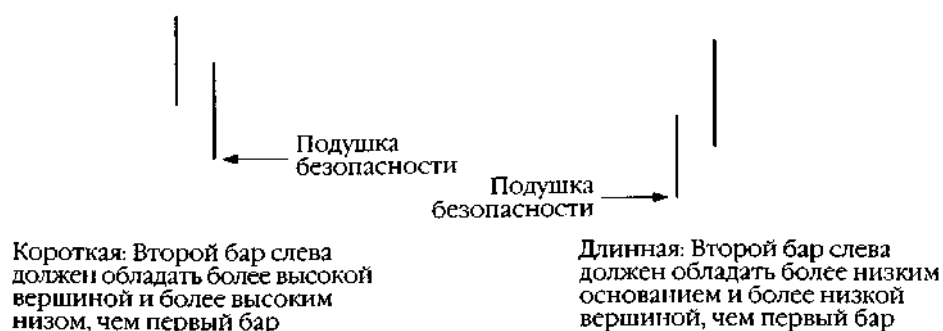 Подушка
безопасности
Подушка
безопасности
Короткая: Второй бар слева
должен обладать более высокой
вершиной и более высоким
низом, чем первый бар
Длинная: Второй бар слева
должен обладать более низким
основанием и более низкой
вершиной, чем первый бар